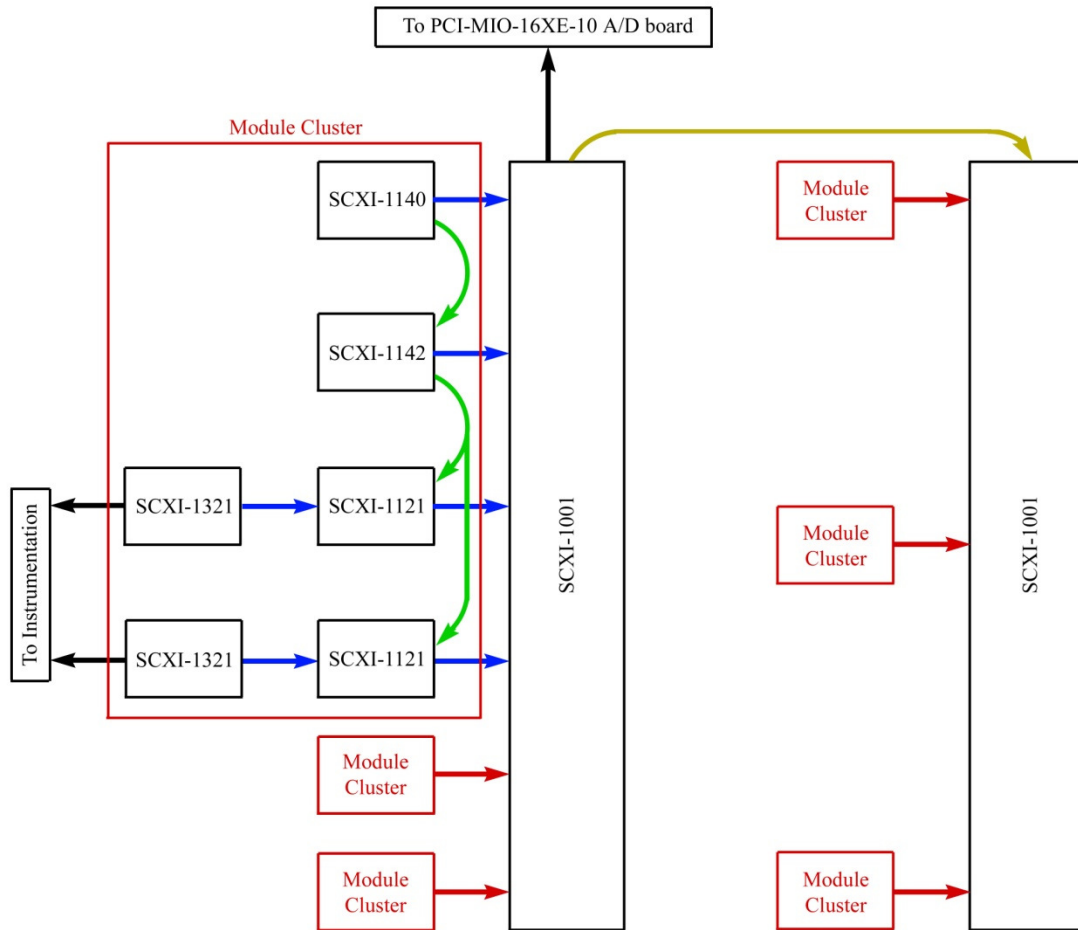 To PCI-MIO-16XE-10 A/D board
Module Cluster
SCXI-1140
SCXI-1142
SCXI-1321
SCXI-1121
SCXI-1321
SCXI-1121
To Instrumentation
Module
Cluster
Module
Cluster
SCXI-1001
Module
Cluster
Module
Cluster
Module
Cluster
SCXI-1001